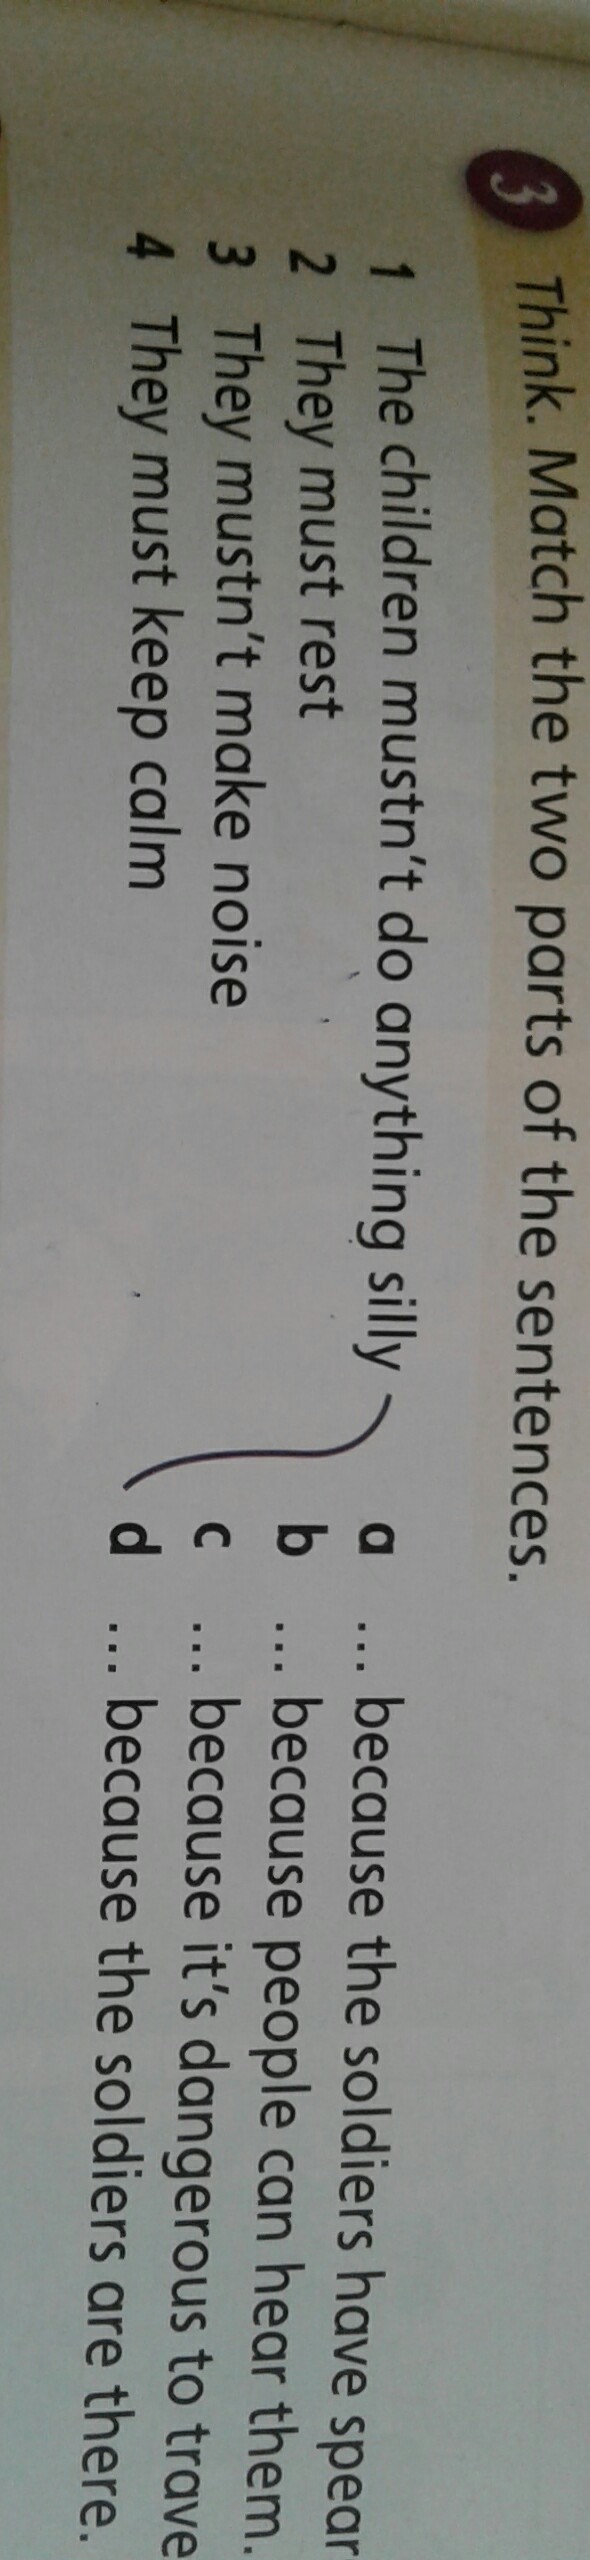 3 Think. Match the two parts of the sentences.
1 The children mustn't do anything silly
2 They must rest
3 They mustn't make noise
4 They must keep calm
a ... because the soldiers have spear
b ... because people can hear them.
c ... because it's dangerous to trave
d ... because the soldiers are there.